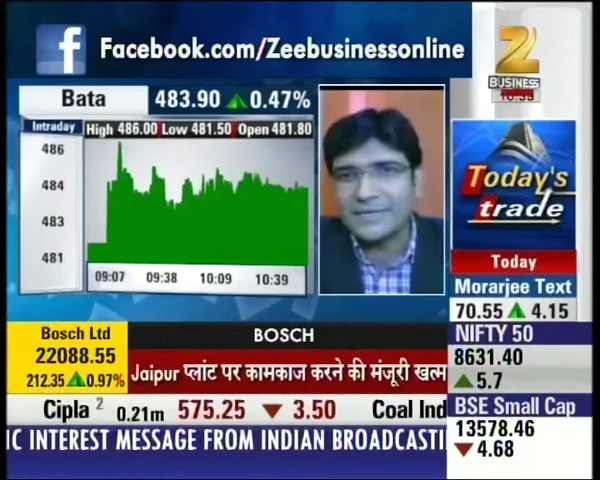 Facebook.com/Zeebusinessonline
Z
BUSINESS
Bata 483.90 0.47%
Intraday High 486.00 Low 481.50 Open 481.80
486
484
483
481
09:07 09:38 10:09 10:39
Today's
trade
Today
Morarjee Text
70.55 4.15
Bosch Ltd
22088.55
212.35 0.97%
BOSCH
Jaipur प्लांट पर कामकाज करने की मंजूरी खत्म
NIFTY 50
8631.40
5.7
Cipla 2 0.21m 575.25 3.50 Coal Ind
BSE Small Cap
13578.46
4.68
IC INTEREST MESSAGE FROM INDIAN BROADCASTI